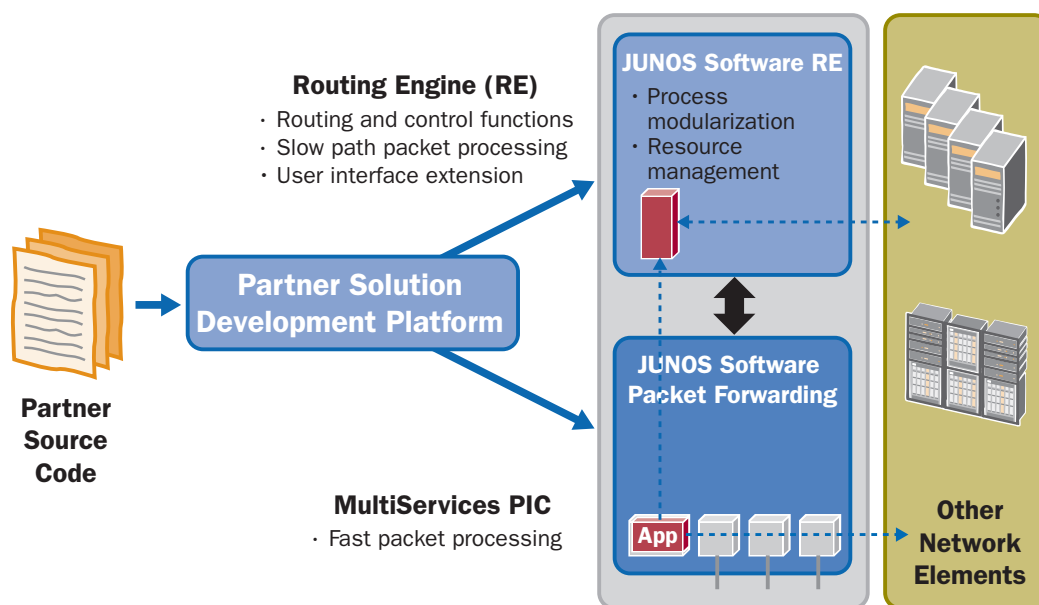 Routing Engine (RE)
· Routing and control functions
· Slow path packet processing
· User interface extension
JUNOS Software RE
· Process
modularization
· Resource
management
Partner Solution
Development Platform
Partner
Source
Code
JUNOS Software
Packet Forwarding
MultiServices PIC
· Fast packet processing
App
Other
Network
Elements